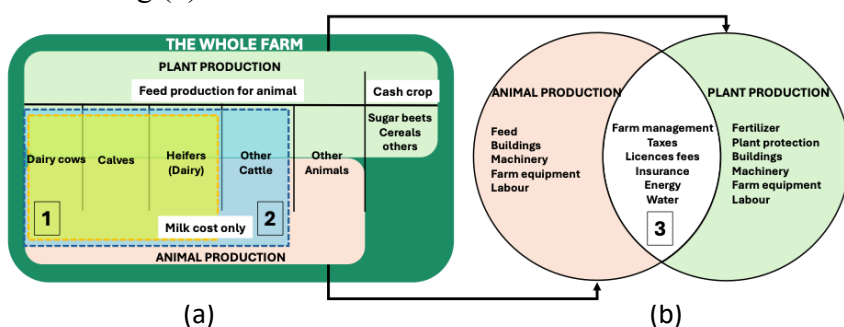 THE WHOLE FARM
PLANT PRODUCTION
Feed production for animal
Cash crop
Sugar beets
Cereals
others
Dairy cows
Calves
Heifers
(Dairy)
Other
Cattle
Other
Animals
1
Milk cost only
2
ANIMAL PRODUCTION
(a)
ANIMAL PRODUCTION
Feed
Buildings
Machinery
Farm equipment
Labour
Farm management
Taxes
Licences fees
Insurance
Energy
Water
3
PLANT PRODUCTION
Fertilizer
Plant protection
Buildings
Machinery
Farm equipment
Labour
(b)